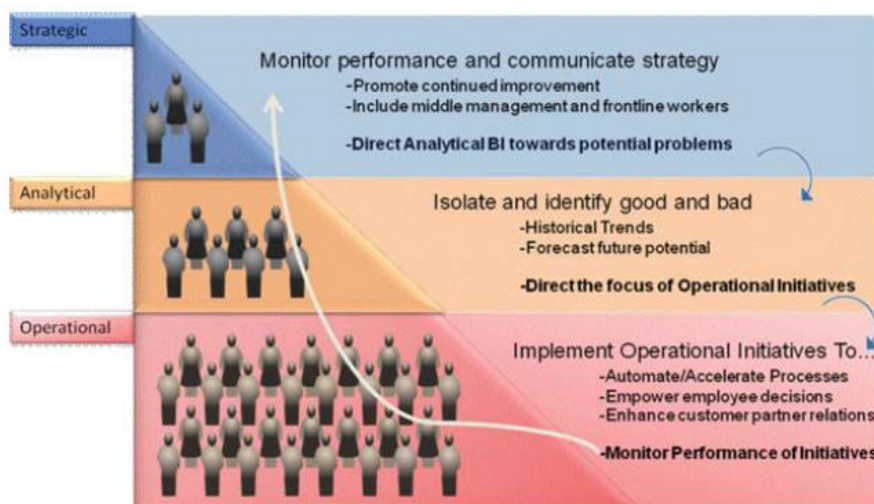 Strategic
Monitor performance and communicate strategy
-Promote continued improvement
-Include middle management and frontline workers
-Direct Analytical BI towards potential problems
Analytical
Isolate and identify good and bad
-Historical Trends
-Forecast future potential
-Direct the focus of Operational Initiatives
Operational
Implement Operational Initiatives To...
-Automate/Accelerate Processes
-Empower employee decisions
-Enhance customer partner relations
-Monitor Performance of Initiatives